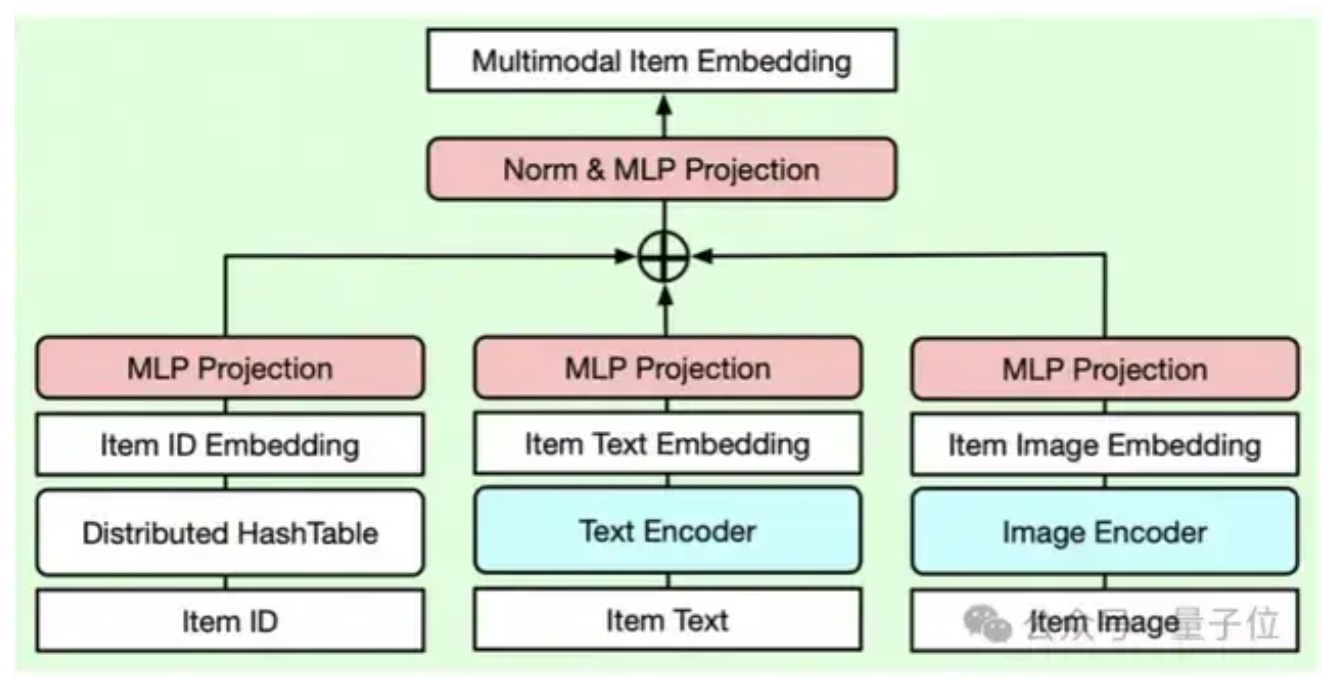 Multimodal Item Embedding
Norm & MLP Projection
MLP Projection
MLP Projection
MLP Projection
Item ID Embedding
Item Text Embedding
Item Image Embedding
Distributed HashTable
Text Encoder
Image Encoder
Item ID
Item Text
Item Image
公众号 量子位